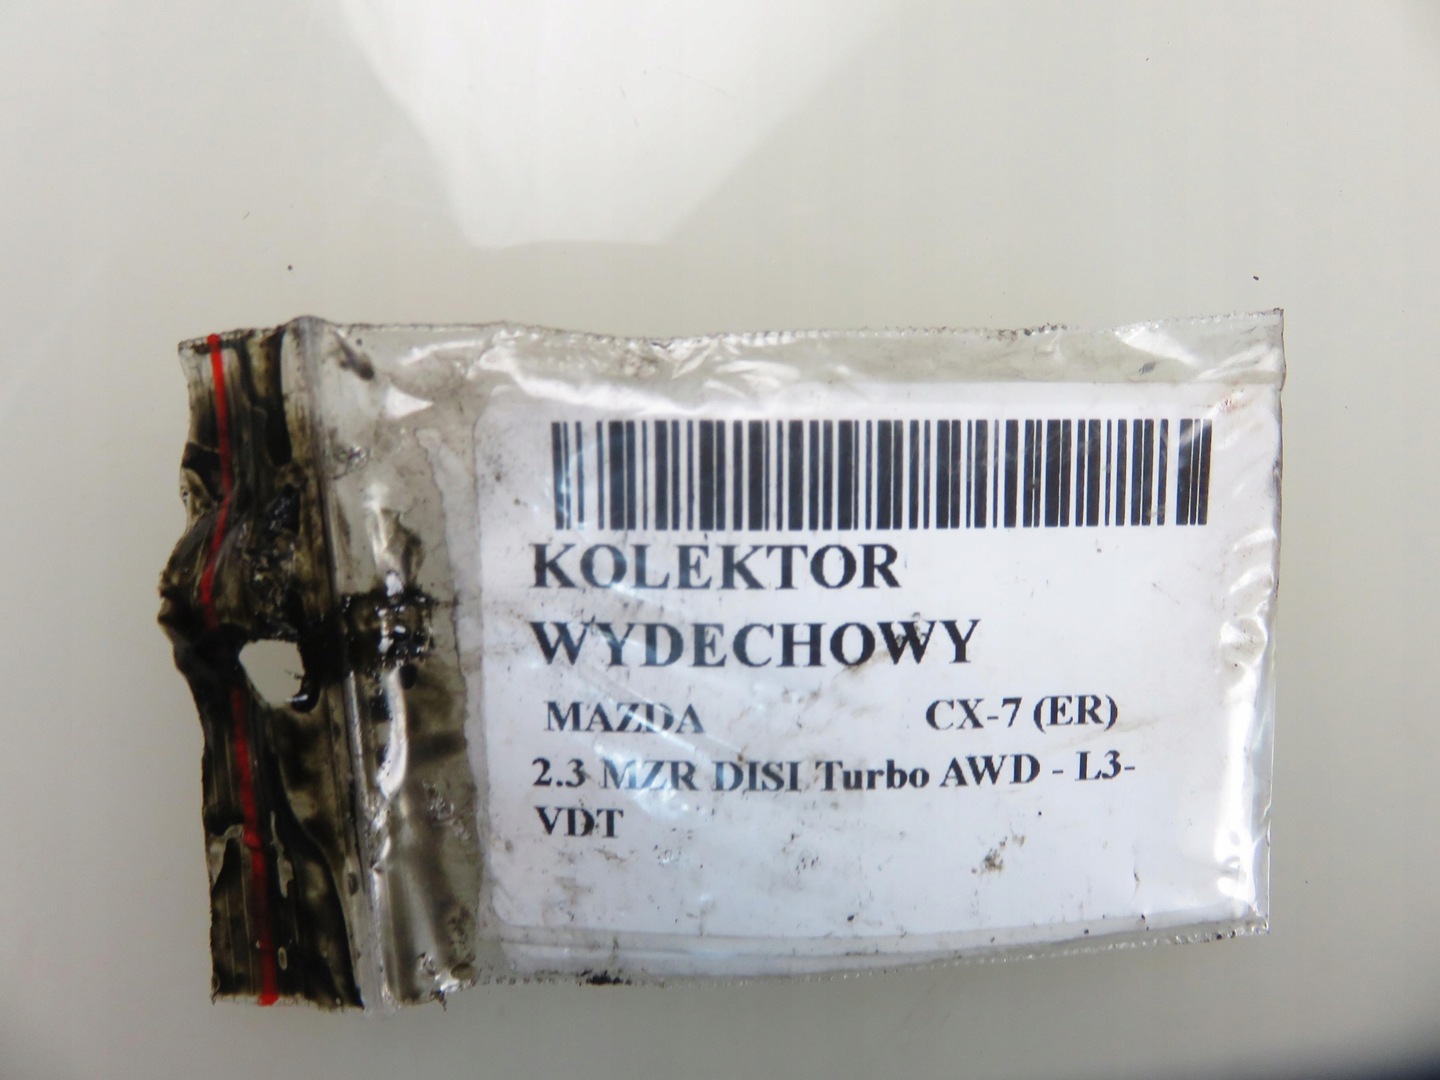 KOLEKTOR
WYDECHOWY
MAZDA CX-7 (ER)
2.3 MZR DISI Turbo AWD - L3-
VDT